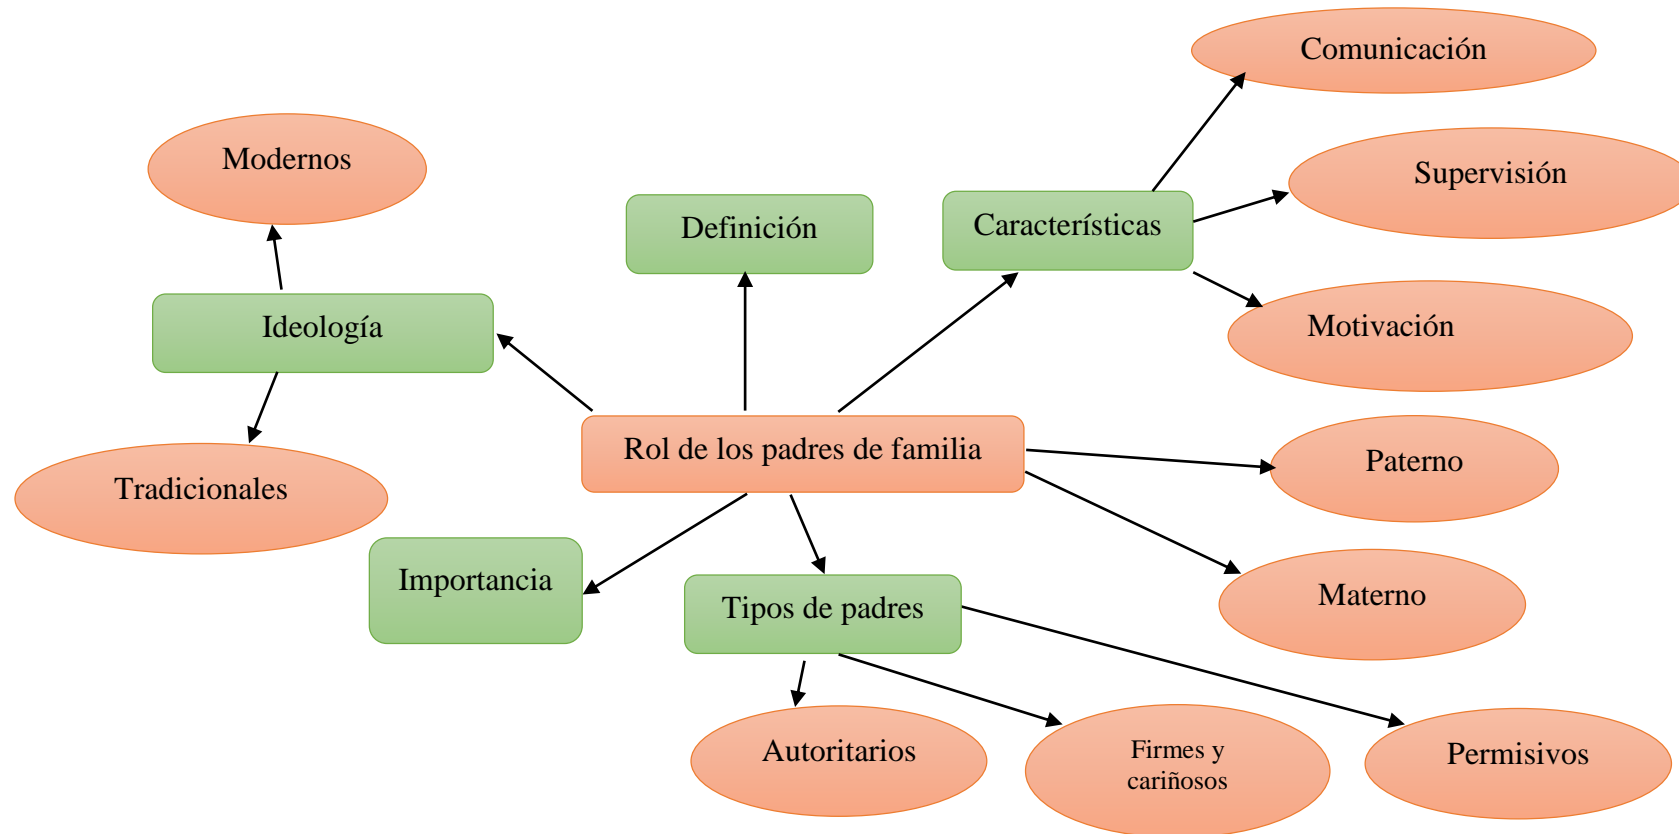 Comunicación
Modernos
Supervisión
Definición
Características
Ideología
Motivación
Rol de los padres de familia
Paterno
Tradicionales
Importancia
Tipos de padres
Materno
Autoritarios
Firmes y
cariñosos
Permisivos